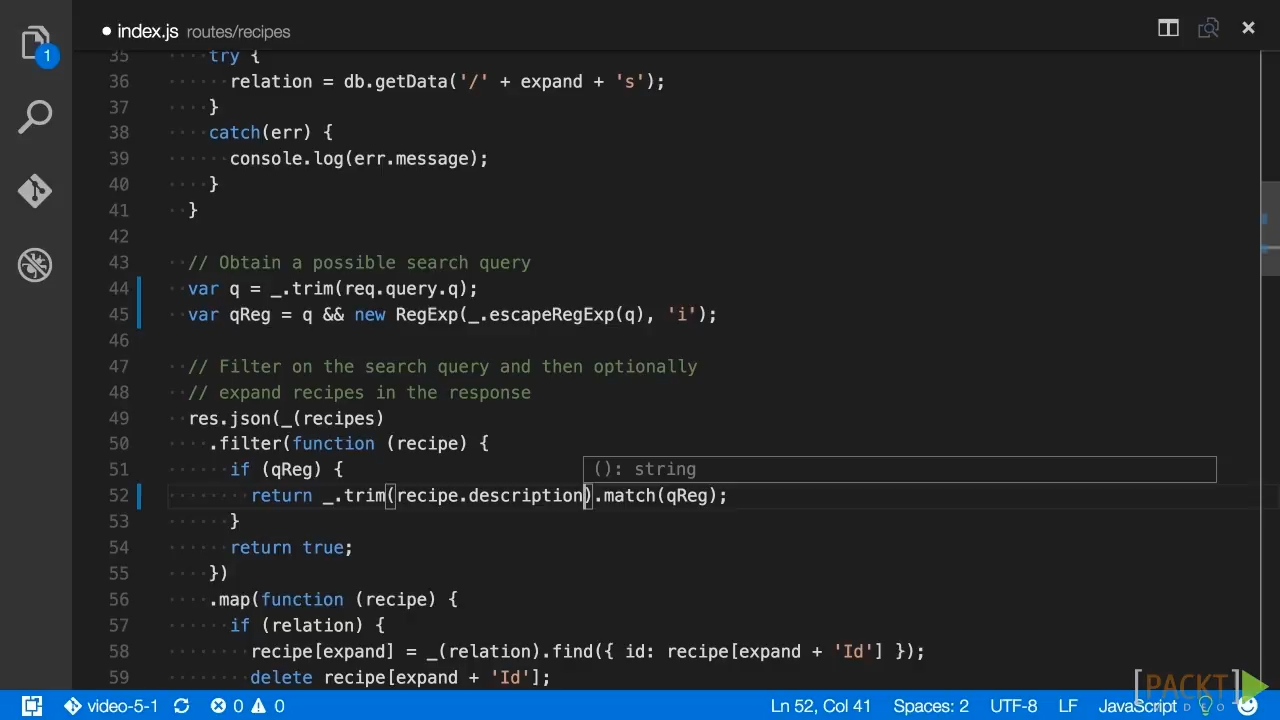 1
● index.js routes/recipes
35 try {
36 relation = db.getData('/' + expand + 's');
37 }
38 catch(err) {
39 console.log(err.message);
40 }
41 }
42
43 // Obtain a possible search query
44 var q = _.trim(req.query.q);
45 var qReg = q && new RegExp(_.escapeRegExp(q), 'i');
46
47 // Filter on the search query and then optionally
48 // expand recipes in the response
49 res.json(_(recipes)
50 .filter(function (recipe) {
51 if (qReg) {
(): string
52 return _.trim(recipe.description).match(qReg);
53 }
54 return true;
55 })
56 .map(function (recipe) {
57 if (relation) {
58 recipe[expand] = _(relation).find({ id: recipe[expand + 'Id'] });
59 delete recipe[expand + 'Id'];
[PACKT]
video-5-1 0 0 Ln 52, Col 41 Spaces: 2 UTF-8 LF JavaScript